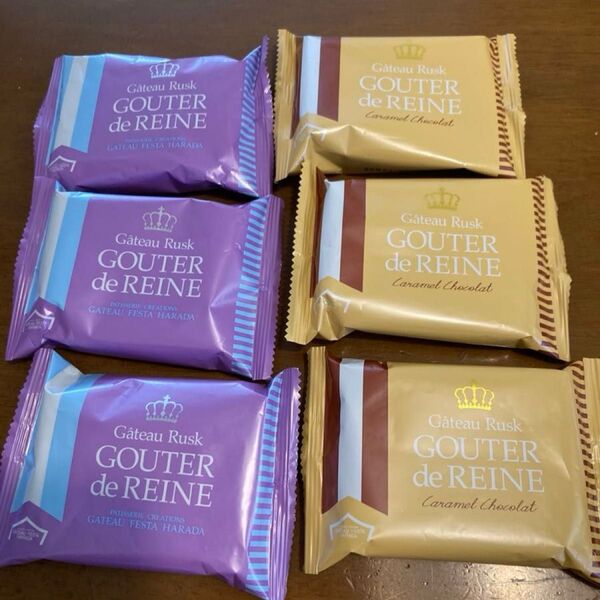 Gâteau Rusk
GOUTER
de REINE
PATISSERIE CREATIONS
GATEAU FESTA HARADA
Gâteau Rusk
GOUTER
de REINE
Caramel Chocolat
Gâteau Rusk
GOUTER
de REINE
PATISSERIE CREATIONS
GATEAU FESTA HARADA
Gâteau Rusk
GOUTER
de REINE
Caramel Chocolat
Gâteau Rusk
GOUTER
de REINE
PATISSERIE CREATIONS
GATEAU FESTA HARADA
Gâteau Rusk
GOUTER
de REINE
Caramel Chocolat